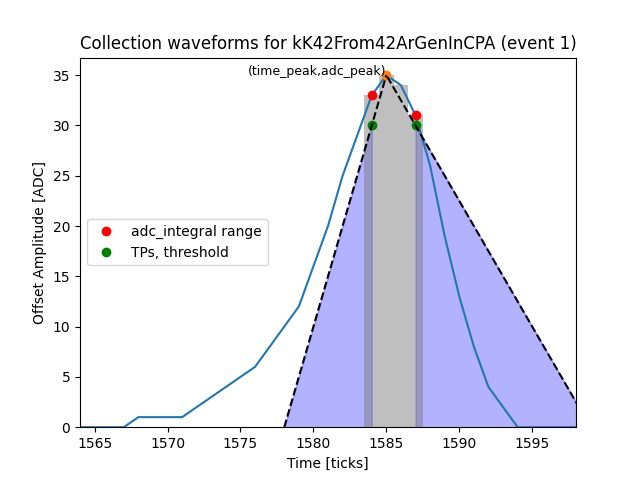 Collection waveforms for kK42From42ArGenInCPA (event 1)
(time_peak,adc_peak)
35
30
25
20
15
10
5
0
Offset Amplitude [ADC]
adc_integral range
TPs, threshold
1565 1570 1575 1580 1585 1590 1595
Time [ticks]